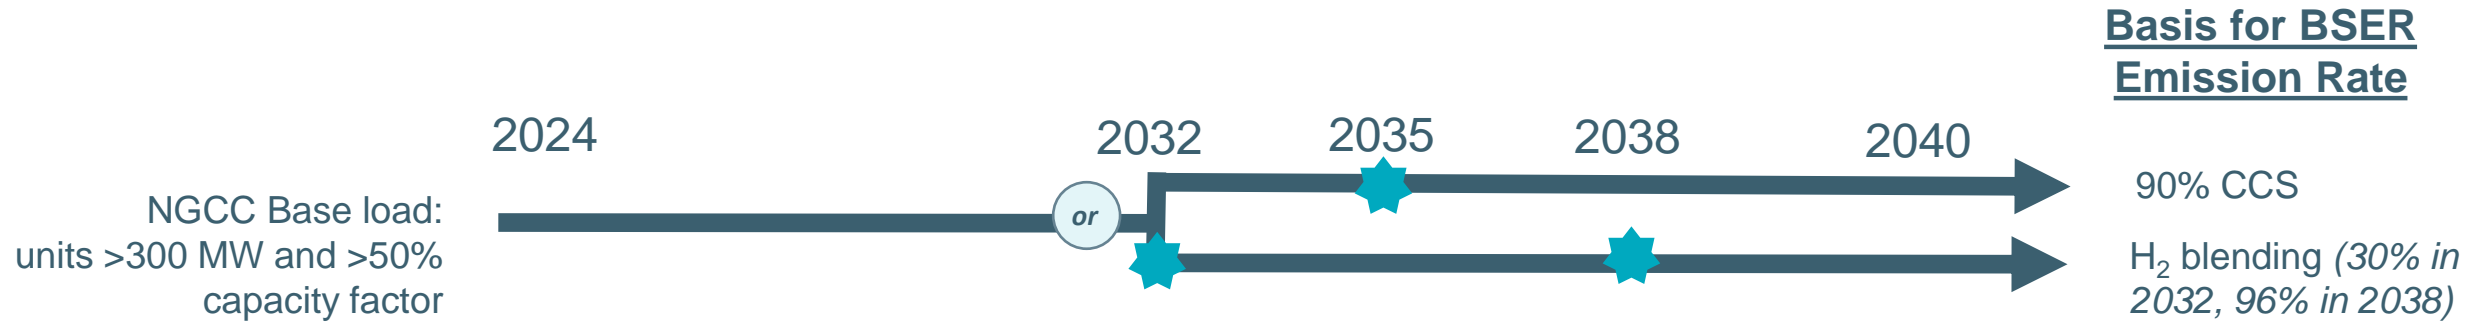 Basis for BSER
Emission Rate
2024
2032
2035
2038
2040
NGCC Base load:
units >300 MW and >50%
capacity factor
or
90% CCS
H₂ blending (30% in
2032, 96% in 2038)